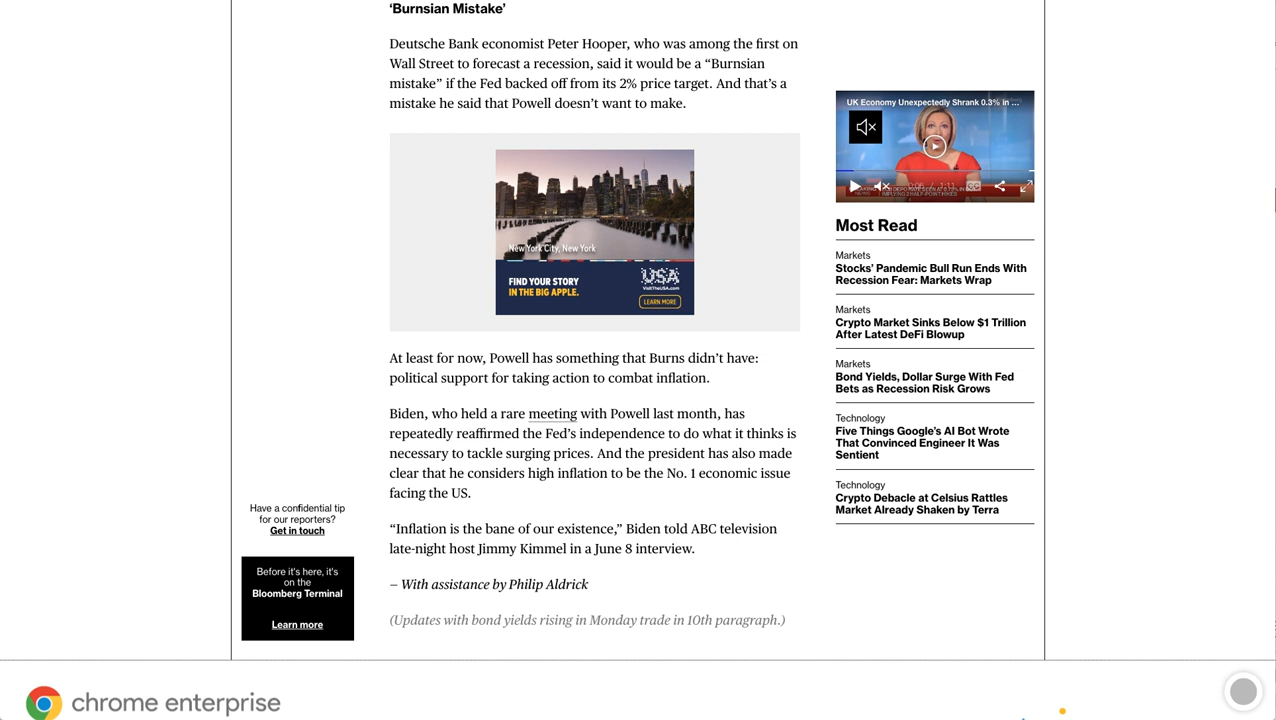 ‘Burnsian Mistake’
Deutsche Bank economist Peter Hooper, who was among the first on
Wall Street to forecast a recession, said it would be a “Burnsian
mistake” if the Fed backed off from its 2% price target. And that’s a
mistake he said that Powell doesn’t want to make.
New York City, New York
FIND YOUR STORY
IN THE BIG APPLE.
USA
VisitTheUSA.com
LEARN MORE
At least for now, Powell has something that Burns didn’t have:
political support for taking action to combat inflation.
Biden, who held a rare meeting with Powell last month, has
repeatedly reaffirmed the Fed’s independence to do what it thinks is
necessary to tackle surging prices. And the president has also made
clear that he considers high inflation to be the No. 1 economic issue
facing the US.
“Inflation is the bane of our existence,” Biden told ABC television
late-night host Jimmy Kimmel in a June 8 interview.
– With assistance by Philip Aldrick
(Updates with bond yields rising in Monday trade in 10th paragraph.)
UK Economy Unexpectedly Shrank 0.3% in ...
CC
Most Read
Markets
Stocks’ Pandemic Bull Run Ends With
Recession Fear: Markets Wrap
Markets
Crypto Market Sinks Below $1 Trillion
After Latest DeFi Blowup
Markets
Bond Yields, Dollar Surge With Fed
Bets as Recession Risk Grows
Technology
Five Things Google’s AI Bot Wrote
That Convinced Engineer It Was
Sentient
Technology
Crypto Debacle at Celsius Rattles
Market Already Shaken by Terra
Have a confidential tip
for our reporters?
Get in touch
Before it’s here, it’s
on the
Bloomberg Terminal
Learn more
chrome enterprise